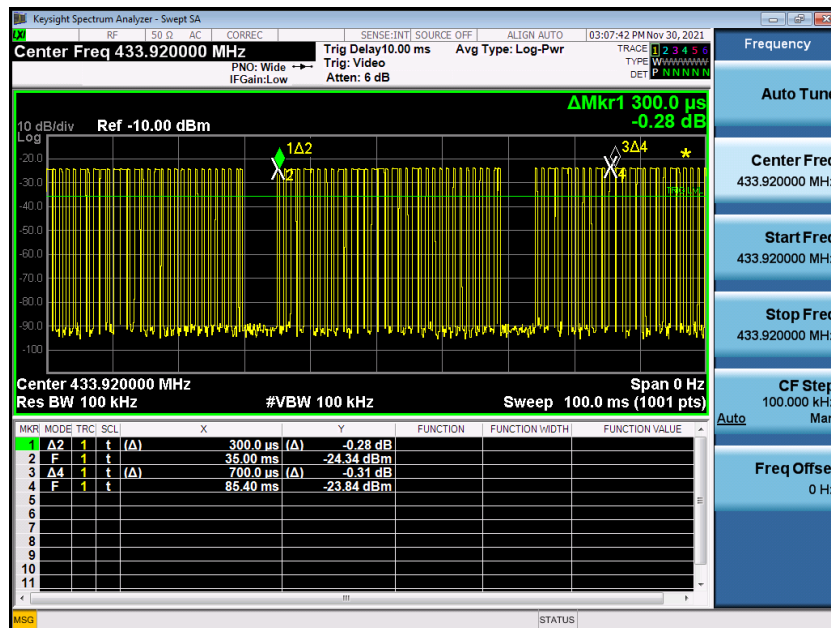 Keysight Spectrum Analyzer - Swept SA
LXI RF 50 Ω AC CORREC SENSE:INT SOURCE OFF ALIGN AUTO 03:07:42 PM Nov 30, 2021
Center Freq 433.920000 MHz
Trig Delay10.00 ms Avg Type: Log-Pwr TRACE 1 2 3 4 5 6
PNO: Wide Trig: Video TYPE WWWWWW
IFGain:Low Atten: 6 dB DET P N N N N N
ΔMkr1 300.0 µs
-0.28 dB
10 dB/div Ref -10.00 dBm
Log
1Δ2
3Δ4
*
-20.0
2
4
-30.0
-40.0
-50.0
-60.0
-70.0
-80.0
-90.0
-100
Center 433.920000 MHz Span 0 Hz
Res BW 100 kHz #VBW 100 kHz Sweep 100.0 ms (1001 pts)
MKR MODE TRC SCL X Y FUNCTION FUNCTION WIDTH FUNCTION VALUE
1 Δ2 1 t (Δ) 300.0 µs (Δ) -0.28 dB
2 F 1 t 35.00 ms -24.34 dBm
3 Δ4 1 t (Δ) 700.0 µs (Δ) -0.31 dB
4 F 1 t 85.40 ms -23.84 dBm
5
6
7
8
9
10
11
MSG STATUS
Frequency
Auto Tune
Center Freq
433.920000 MHz
Start Freq
433.920000 MHz
Stop Freq
433.920000 MHz
CF Step
100.000 kHz
Auto Man
Freq Offset
0 Hz